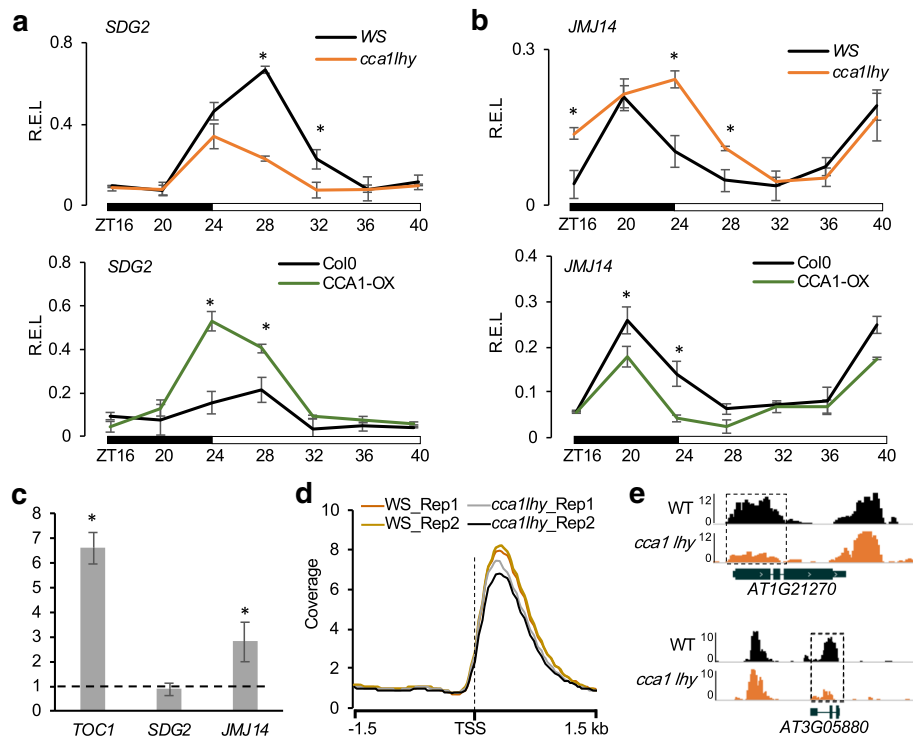 a
SDG2
WS
cca1lhy
R.E.L
0.8
0.4
0
*
*
ZT16 20 24 28 32 36 40
SDG2
Col0
CCA1-OX
R.E.L
0.8
0.6
0.4
0.2
0
*
*
ZT16 20 24 28 32 36 40
b
JMJ14
WS
cca1lhy
R.E.L
0.3
0
*
*
*
ZT16 20 24 28 32 36 40
JMJ14
Col0
CCA1-OX
R.E.L
0.4
0.3
0.2
0.1
0
*
*
ZT16 20 24 28 32 36 40
c
8
7
6
5
4
3
2
1
0
*
*
TOC1 SDG2 JMJ14
d
WS_Rep1 cca1lhy_Rep1
WS_Rep2 cca1lhy_Rep2
Coverage
10
8
6
4
2
0
-1.5 TSS 1.5 kb
e
WT 12
0
cca1 lhy 12
0
AT1G21270
WT 10
0
cca1 lhy 10
0
AT3G05880